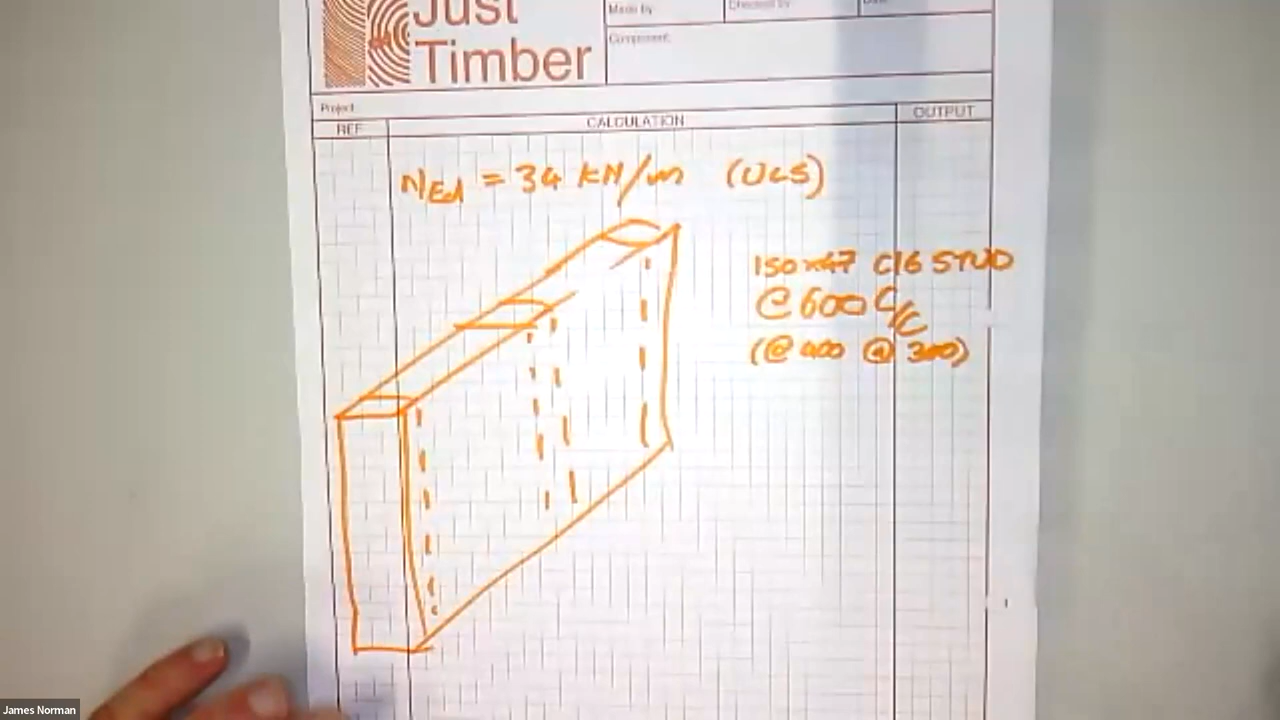 Just
Timber
Made by
Checked by
Date
Component:
Project:
REF
CALCULATION
OUTPUT
NEd = 34 kN/m (ULS)
150x47 C16 STUD
@ 600 C/C
(@ 400 @ 300)
James Norman